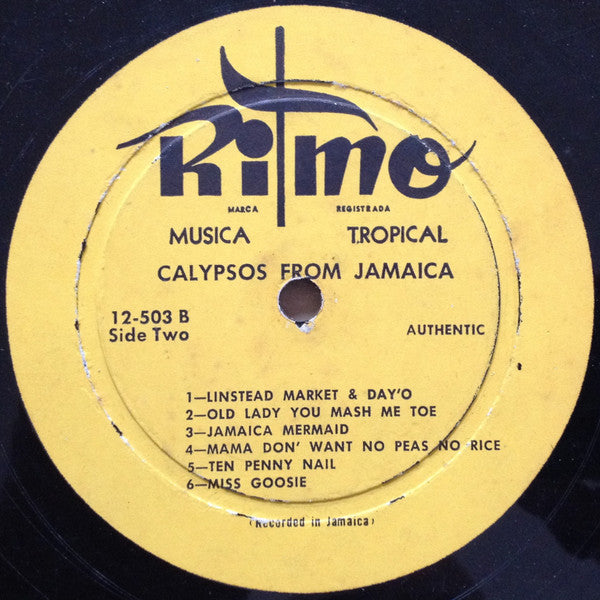 Ritmo
MARCA REGISTRADA
MUSICA TROPICAL
CALYPSOS FROM JAMAICA
12-503 B
Side Two
AUTHENTIC
1—LINSTEAD MARKET & DAY'O
2—OLD LADY YOU MASH ME TOE
3—JAMAICA MERMAID
4—MAMA DON' WANT NO PEAS NO RICE
5—TEN PENNY NAIL
6—MISS GOOSIE
(Recorded in Jamaica)